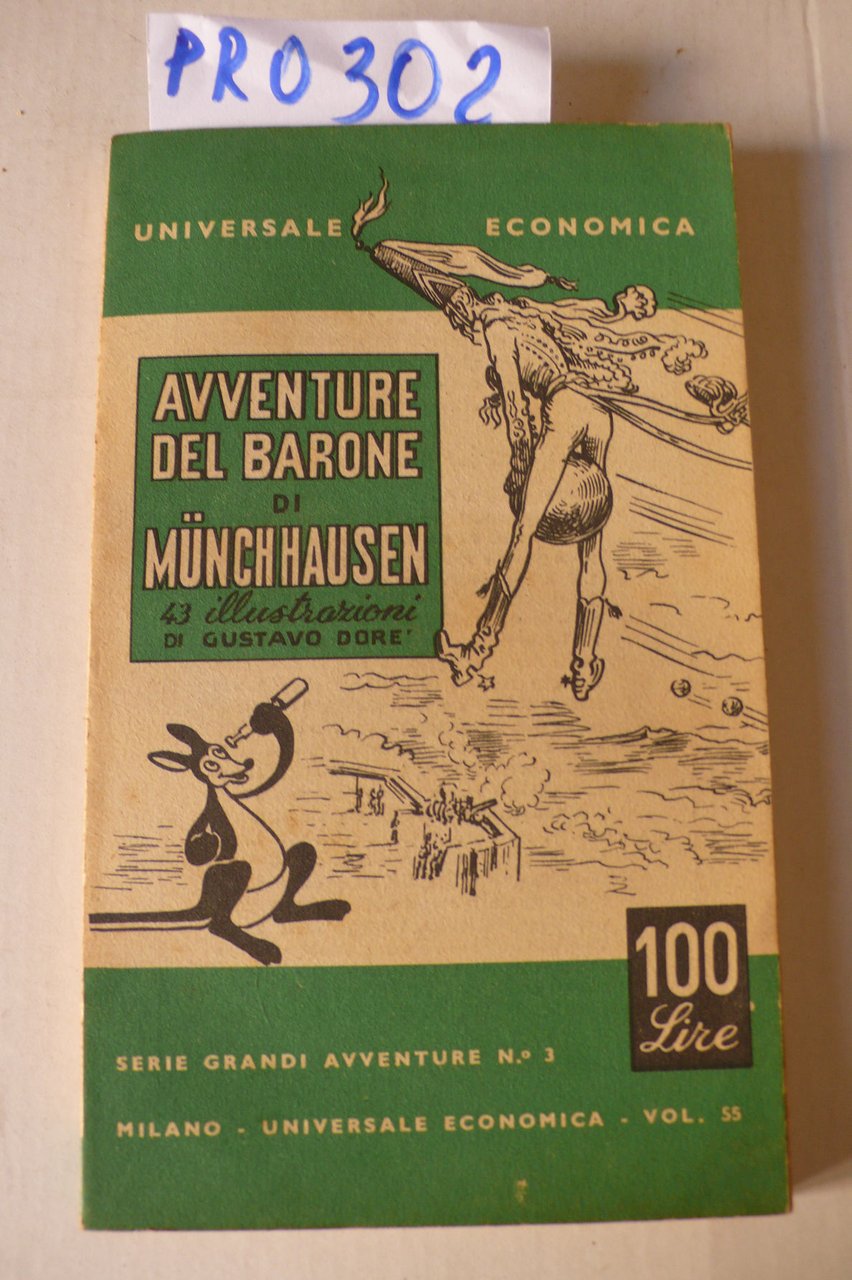 PRO302
UNIVERSALE ECONOMICA
AVVENTURE
DEL BARONE
DI
MÜNCHHAUSEN
43 illustrazioni
DI GUSTAVO DORE'
100
Lire
SERIE GRANDI AVVENTURE N.º 3
MILANO - UNIVERSALE ECONOMICA - VOL. 55